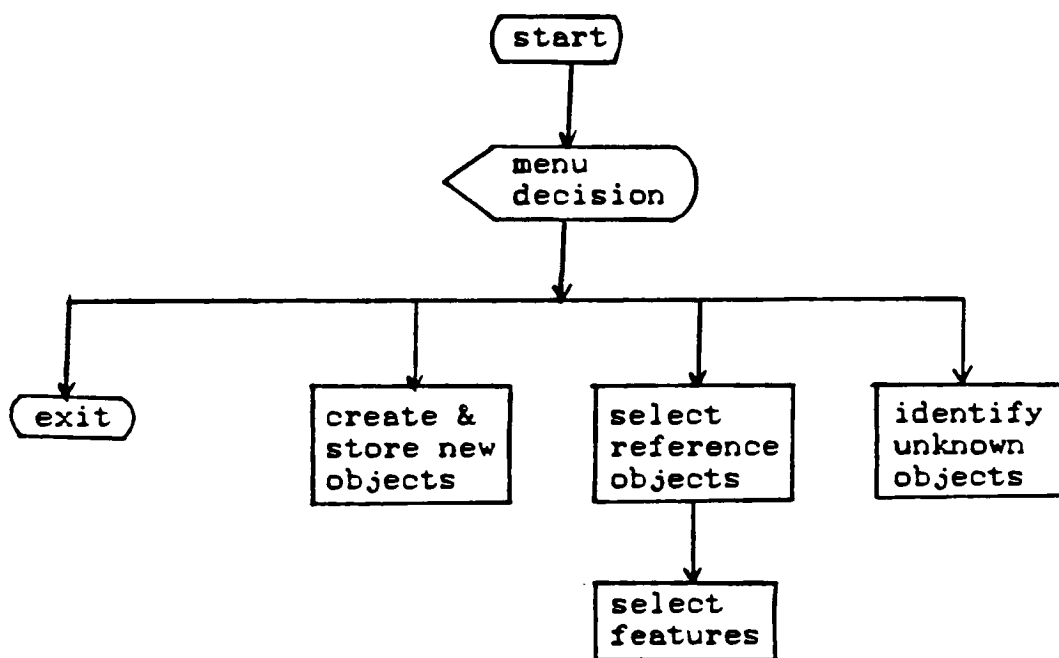 start
menu
decision
exit
create &
store new
objects
select
reference
objects
identify
unknown
objects
select
features